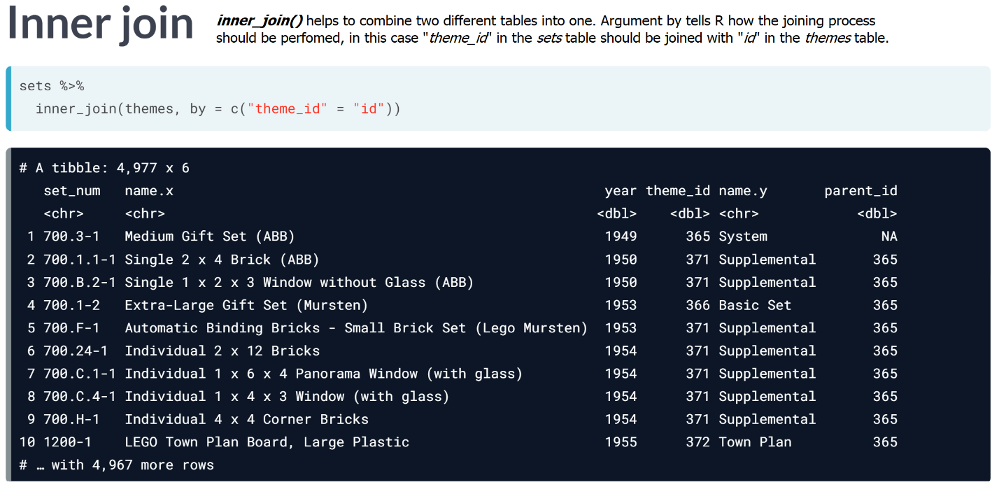 Inner join
inner_join() helps to combine two different tables into one. Argument by tells R how the joining process
should be perfomed, in this case "theme_id" in the sets table should be joined with "id" in the themes table.
sets %>%
  inner_join(themes, by = c("theme_id" = "id"))
# A tibble: 4,977 x 6
   set_num   name.x                                                     year theme_id name.y       parent_id
   <chr>     <chr>                                                     <dbl>    <dbl> <chr>            <dbl>
 1 700.3-1   Medium Gift Set (ABB)                                      1949      365 System              NA
 2 700.1.1-1 Single 2 x 4 Brick (ABB)                                   1950      371 Supplemental       365
 3 700.B.2-1 Single 1 x 2 x 3 Window without Glass (ABB)                1950      371 Supplemental       365
 4 700.1-2   Extra-Large Gift Set (Mursten)                             1953      366 Basic Set          365
 5 700.F-1   Automatic Binding Bricks - Small Brick Set (Lego Mursten)  1953      371 Supplemental       365
 6 700.24-1  Individual 2 x 12 Bricks                                   1954      371 Supplemental       365
 7 700.C.1-1 Individual 1 x 6 x 4 Panorama Window (with glass)          1954      371 Supplemental       365
 8 700.C.4-1 Individual 1 x 4 x 3 Window (with glass)                   1954      371 Supplemental       365
 9 700.H-1   Individual 4 x 4 Corner Bricks                             1954      371 Supplemental       365
10 1200-1    LEGO Town Plan Board, Large Plastic                        1955      372 Town Plan          365
# … with 4,967 more rows